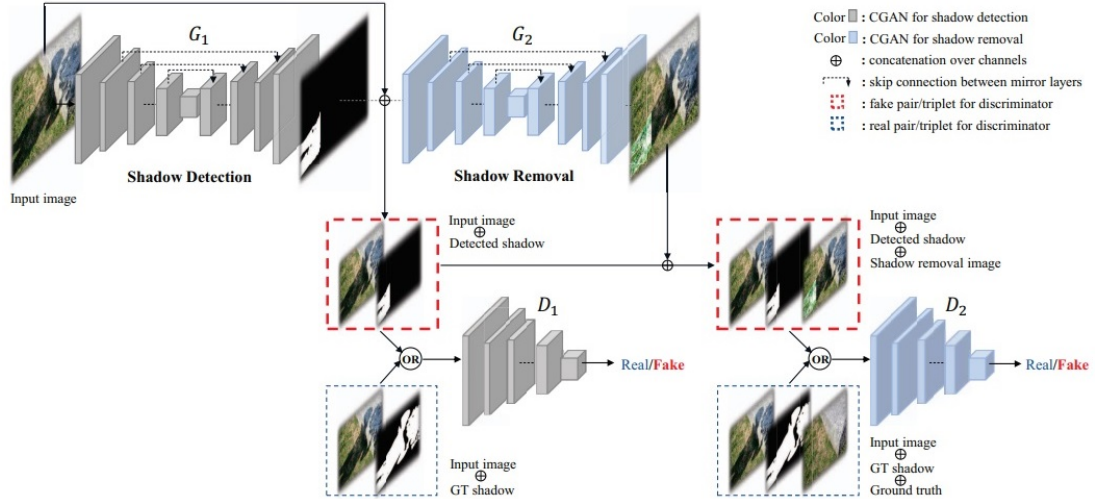 G1
G2
Color : CGAN for shadow detection
Color : CGAN for shadow removal
⊕ : concatenation over channels
: skip connection between mirror layers
: fake pair/triplet for discriminator
: real pair/triplet for discriminator
Shadow Detection
Shadow Removal
Input image
Input image
⊕
Detected shadow
Input image
⊕
Detected shadow
⊕
Shadow removal image
D1
D2
OR
Real/Fake
OR
Real/Fake
Input image
⊕
GT shadow
Input image
⊕
GT shadow
⊕
Ground truth